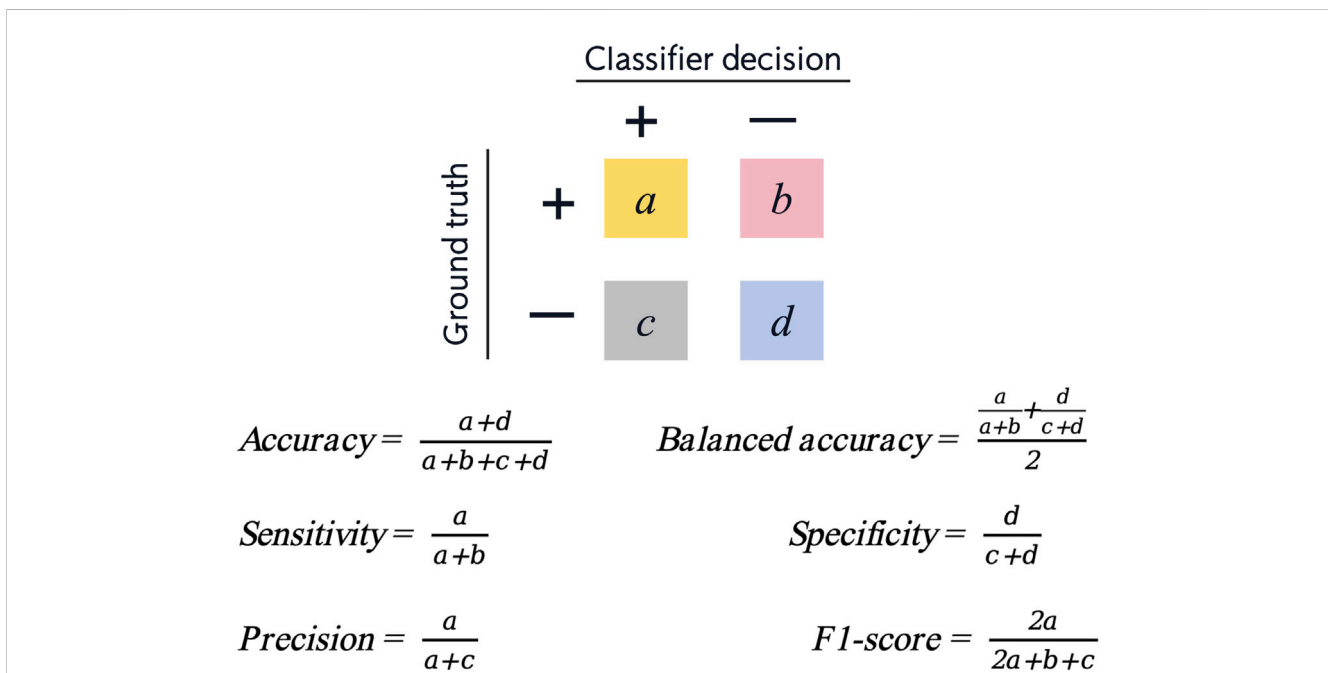 Classifier decision
+ —
Ground truth
+ a b
— c d
Accuracy = a+d / a+b+c+d
Balanced accuracy = a/a+b + d/c+d / 2
Sensitivity = a / a+b
Specificity = d / c+d
Precision = a / a+c
F1-score = 2a / 2a+b+c